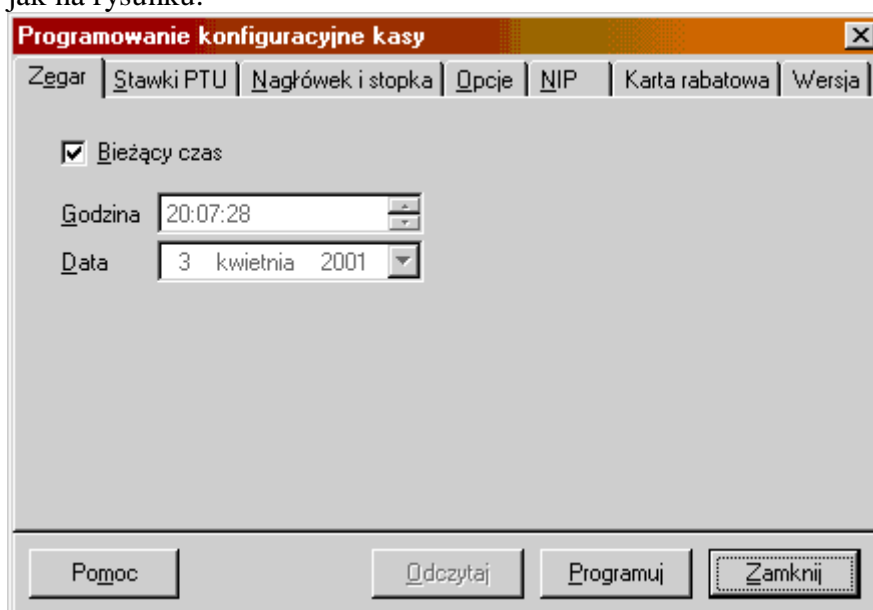 jak na rysunku.
Programowanie konfiguracyjne kasy
Zegar Stawki PTU Nagłówek i stopka Opcje NIP Karta rabatowa Wersja
Bieżący czas
Godzina 20:07:28
Data 3 kwietnia 2001
Pomoc Odczytaj Programuj Zamknij